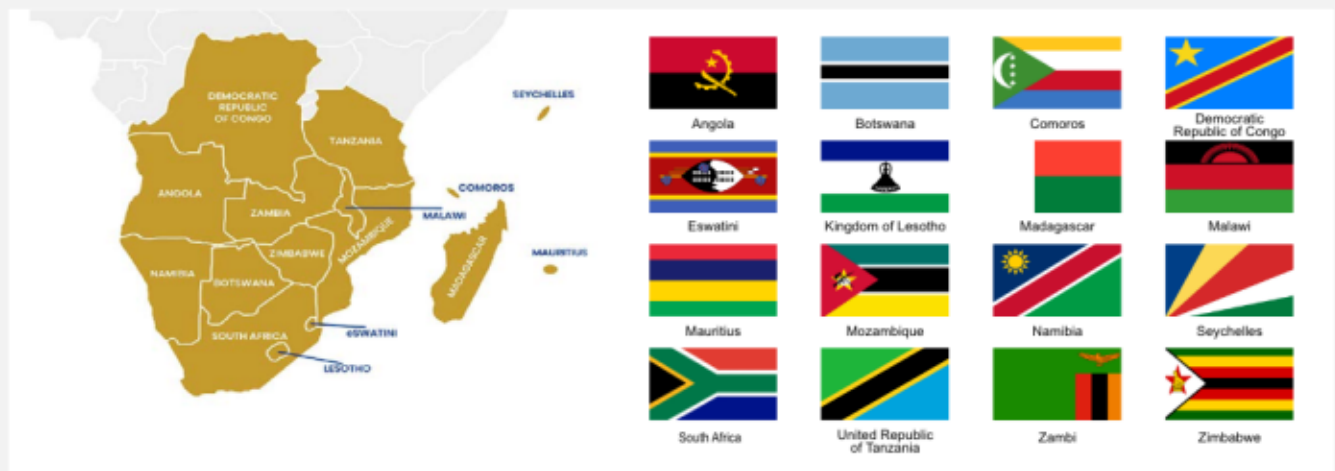 DEMOCRATIC
REPUBLIC
OF CONGO
TANZANIA
SEYCHELLES
ANGOLA
ZAMBIA
COMOROS
MALAWI
MOZAMBIQUE
ZIMBABWE
NAMIBIA
BOTSWANA
MADAGASCAR
MAURITIUS
SOUTH AFRICA
eSWATINI
LESOTHO
Angola
Botswana
Comoros
Democratic
Republic of Congo
Eswatini
Kingdom of Lesotho
Madagascar
Malawi
Mauritius
Mozambique
Namibia
Seychelles
South Africa
United Republic
of Tanzania
Zambi
Zimbabwe